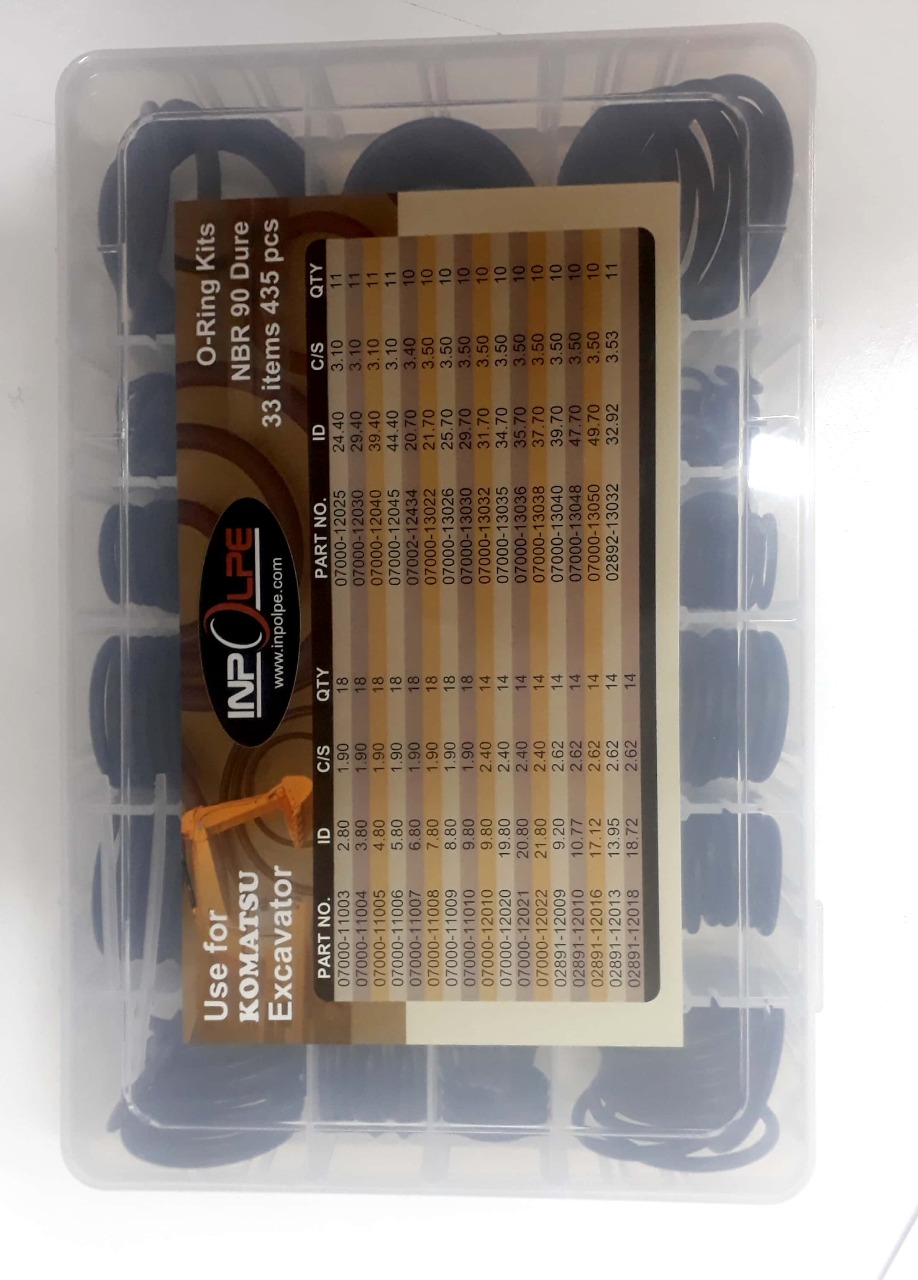 Use for
KOMATSU
Excavator
INPOLPE
www.inpolpe.com
O-Ring Kits
NBR 90 Dure
33 items 435 pcs
PART NO. ID C/S QTY PART NO. ID C/S QTY
07000-11003 2.80 1.90 18 07000-12025 24.40 3.10 11
07000-11004 3.80 1.90 18 07000-12030 29.40 3.10 11
07000-11005 4.80 1.90 18 07000-12040 39.40 3.10 11
07000-11006 5.80 1.90 18 07000-12045 44.40 3.10 11
07000-11007 6.80 1.90 18 07002-12434 20.70 3.40 10
07000-11008 7.80 1.90 18 07000-13022 21.70 3.50 10
07000-11009 8.80 1.90 18 07000-13026 25.70 3.50 10
07000-11010 9.80 1.90 18 07000-13030 29.70 3.50 10
07000-12010 9.80 2.40 14 07000-13032 31.70 3.50 10
07000-12020 19.80 2.40 14 07000-13035 34.70 3.50 10
07000-12021 20.80 2.40 14 07000-13036 35.70 3.50 10
07000-12022 21.80 2.40 14 07000-13038 37.70 3.50 10
02891-12009 9.20 2.62 14 07000-13040 39.70 3.50 10
02891-12010 10.77 2.62 14 07000-13048 47.70 3.50 10
02891-12016 17.12 2.62 14 07000-13050 49.70 3.50 10
02891-12013 13.95 2.62 14 02892-13032 32.92 3.53 11
02891-12018 18.72 2.62 14